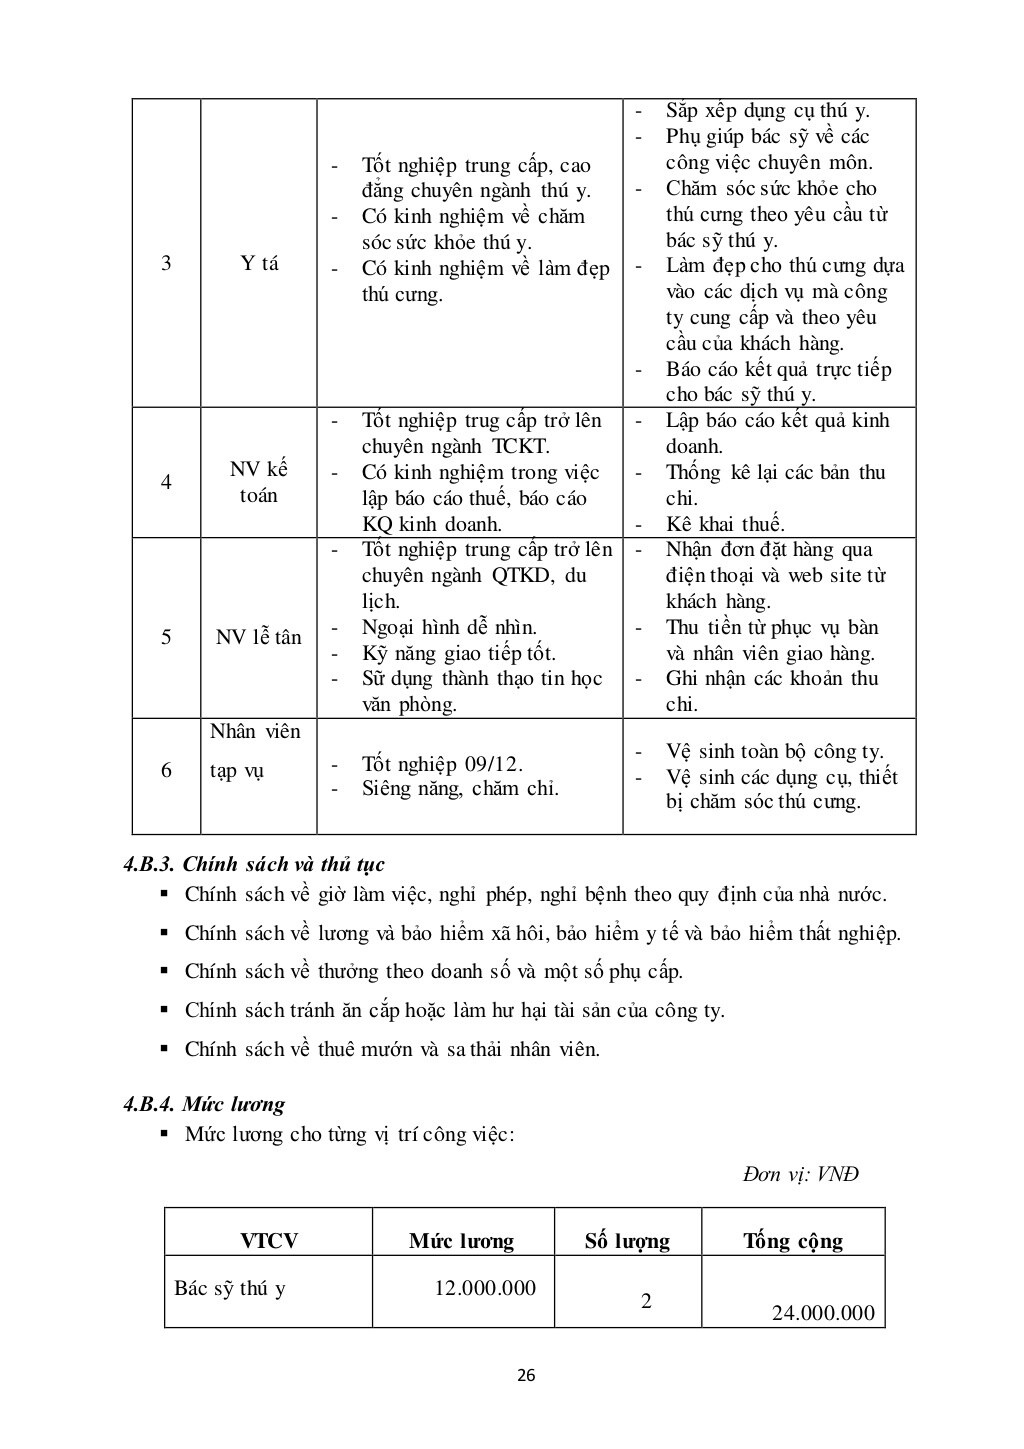 3
Y tá
- Tốt nghiệp trung cấp, cao
đẳng chuyên ngành thú y.
- Có kinh nghiệm về chăm
sóc sức khỏe thú y.
- Có kinh nghiệm về làm đẹp
thú cưng.
- Sắp xếp dụng cụ thú y.
- Phụ giúp bác sỹ về các
công việc chuyên môn.
- Chăm sóc sức khỏe cho
thú cưng theo yêu cầu từ
bác sỹ thú y.
- Làm đẹp cho thú cưng dựa
vào các dịch vụ mà công
ty cung cấp và theo yêu
cầu của khách hàng.
- Báo cáo kết quả trực tiếp
cho bác sỹ thú y.
4
NV kế
toán
- Tốt nghiệp trug cấp trở lên
chuyên ngành TCKT.
- Có kinh nghiệm trong việc
lập báo cáo thuế, báo cáo
KQ kinh doanh.
- Lập báo cáo kết quả kinh
doanh.
- Thống kê lại các bản thu
chi.
- Kê khai thuế.
5
NV lễ tân
- Tốt nghiệp trung cấp trở lên
chuyên ngành QTKD, du
lịch.
- Ngoại hình dễ nhìn.
- Kỹ năng giao tiếp tốt.
- Sữ dụng thành thạo tin học
văn phòng.
- Nhận đơn đặt hàng qua
điện thoại và web site từ
khách hàng.
- Thu tiền từ phục vụ bàn
và nhân viên giao hàng.
- Ghi nhận các khoản thu
chi.
6
Nhân viên
tạp vụ
- Tốt nghiệp 09/12.
- Siêng năng, chăm chỉ.
- Vệ sinh toàn bộ công ty.
- Vệ sinh các dụng cụ, thiết
bị chăm sóc thú cưng.
4.B.3. Chính sách và thủ tục
▪ Chính sách về giờ làm việc, nghỉ phép, nghỉ bệnh theo quy định của nhà nước.
▪ Chính sách về lương và bảo hiểm xã hôi, bảo hiểm y tế và bảo hiểm thất nghiệp.
▪ Chính sách về thưởng theo doanh số và một số phụ cấp.
▪ Chính sách tránh ăn cắp hoặc làm hư hại tài sản của công ty.
▪ Chính sách về thuê mướn và sa thải nhân viên.
4.B.4. Mức lương
▪ Mức lương cho từng vị trí công việc:
Đơn vị: VNĐ
VTCV Mức lương Số lượng Tổng cộng
Bác sỹ thú y 12.000.000 2 24.000.000
26